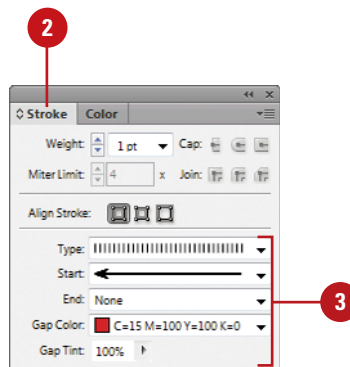 2
Stroke Color
Weight: 1 pt Cap:
Miter Limit: 4 x Join:
Align Stroke:
Type:
Start:
End: None
3
Gap Color: C=15 M=100 Y=100 K=0
Gap Tint: 100%